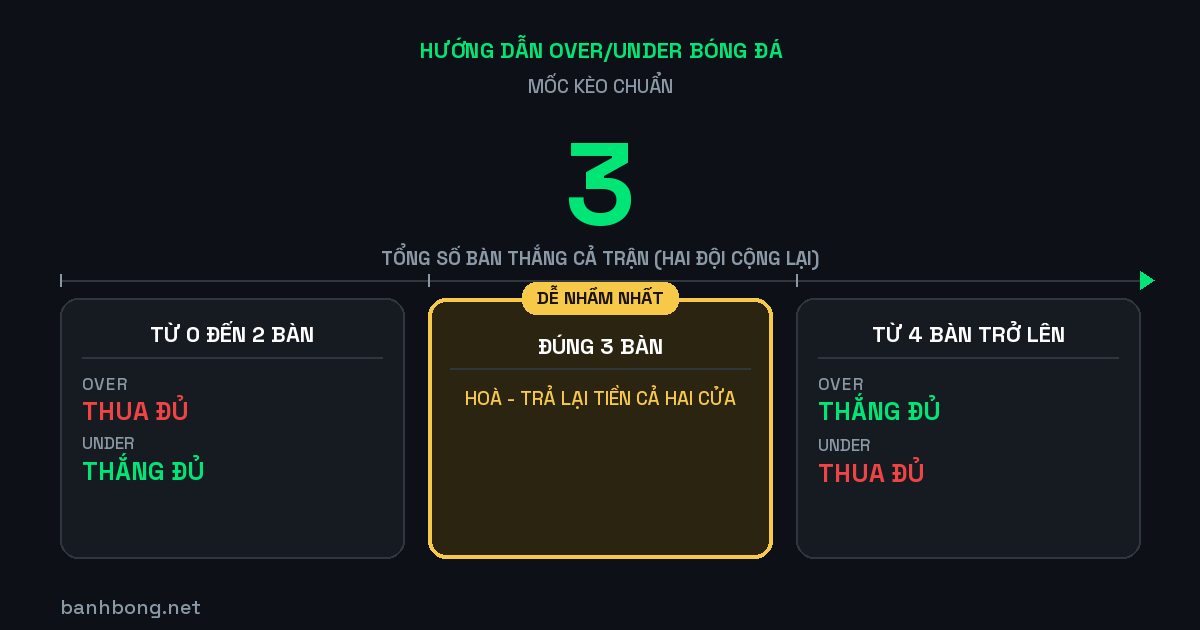 HƯỚNG DẪN OVER/UNDER BÓNG ĐÁ
MỐC KÈO CHUẨN
3
TỔNG SỐ BÀN THẮNG CẢ TRẬN (HAI ĐỘI CỘNG LẠI)
TỪ 0 ĐẾN 2 BÀN
OVER
THUA ĐỦ
UNDER
THẮNG ĐỦ
DỄ NHẦM NHẤT
ĐÚNG 3 BÀN
HOÀ - TRẢ LẠI TIỀN CẢ HAI CỬA
TỪ 4 BÀN TRỞ LÊN
OVER
THẮNG ĐỦ
UNDER
THUA ĐỦ
banhbong.net